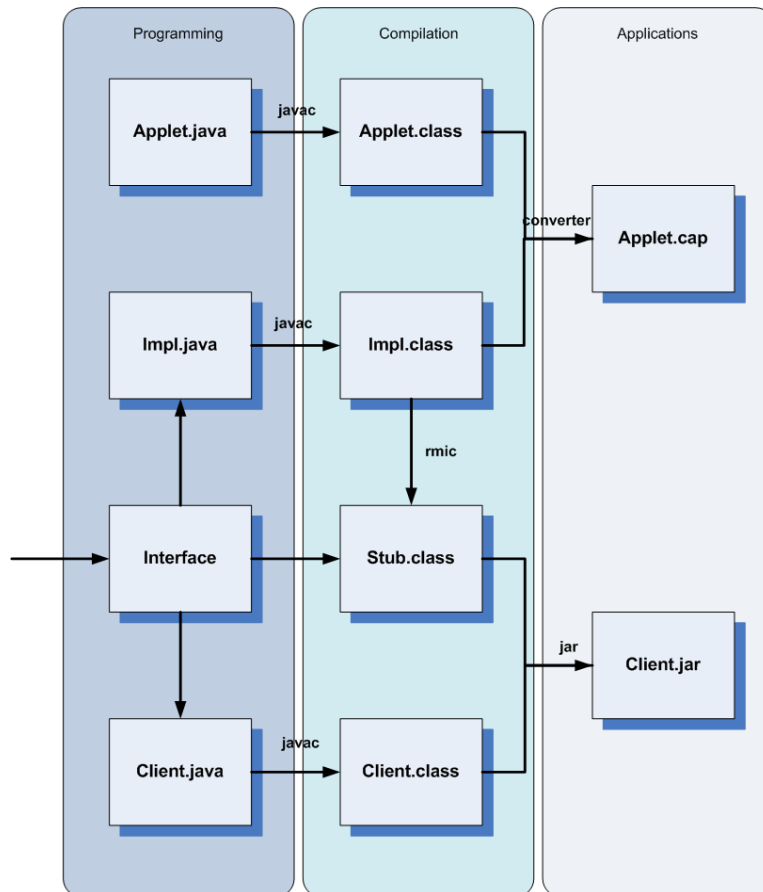 Programming
Compilation
Applications
Applet.java
javac
Applet.class
converter
Applet.cap
Impl.java
javac
Impl.class
rmic
Interface
Stub.class
jar
Client.jar
Client.java
javac
Client.class